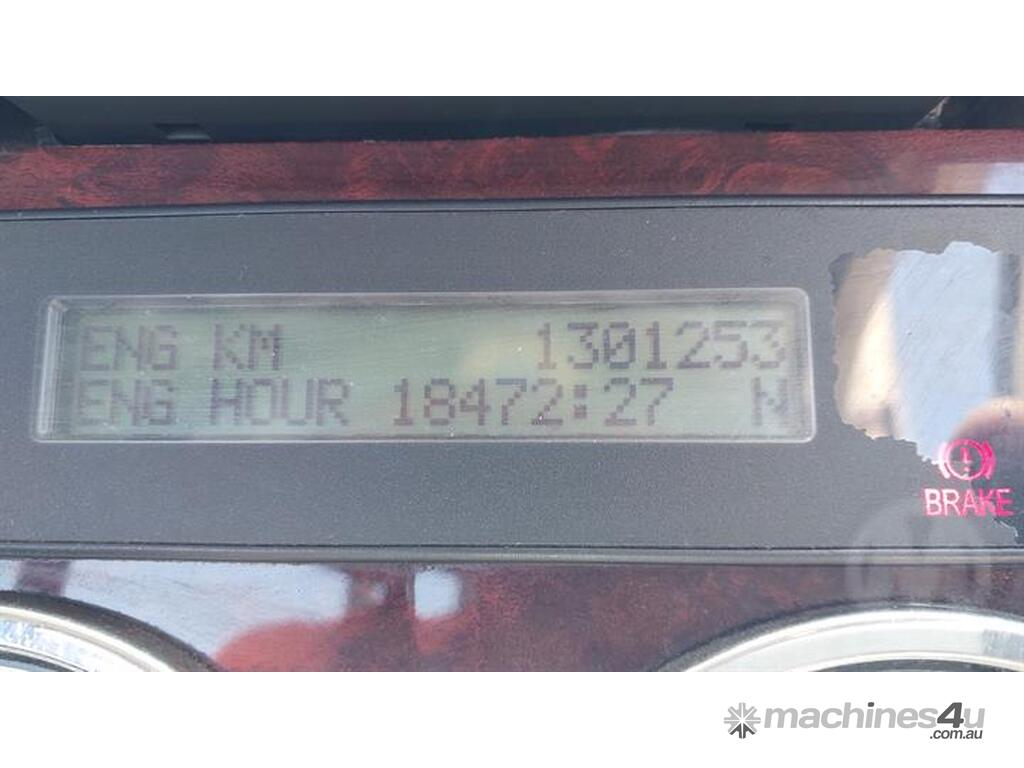 ENG KM 1301253
ENG HOUR 18472:27 N
BRAKE
machines4u
.com.au